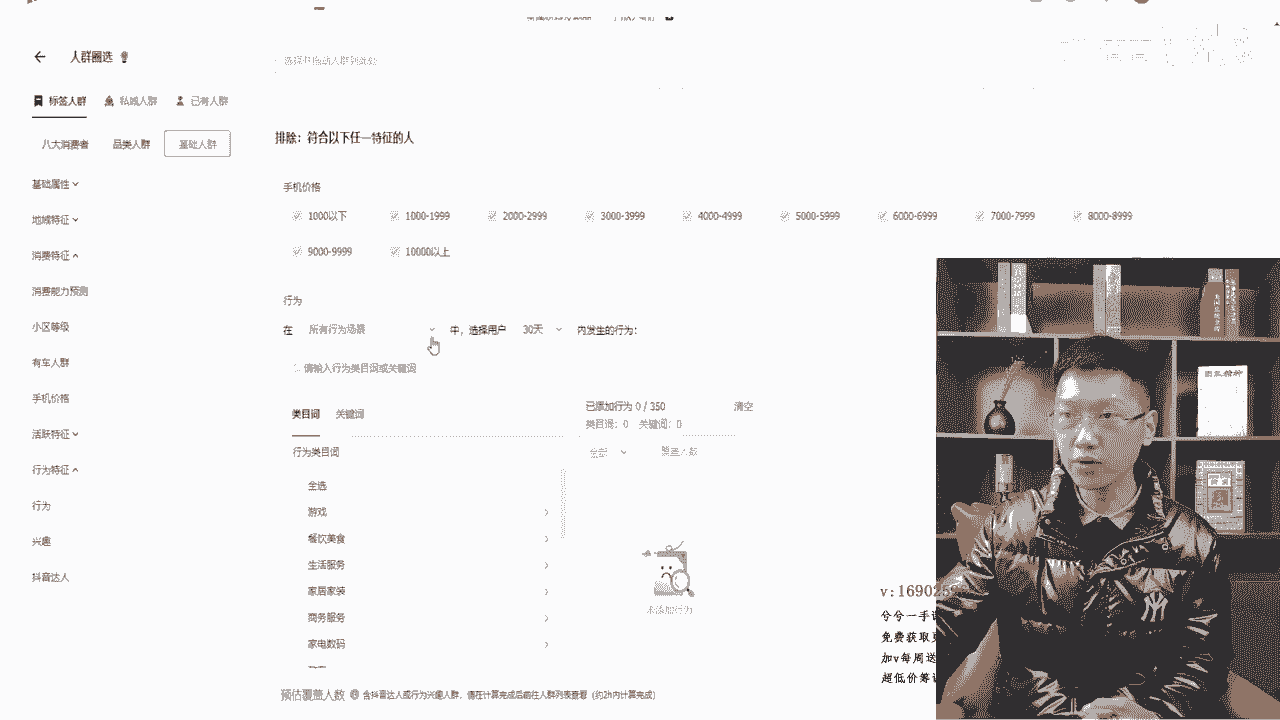 人群圈选
标签人群 私域人群 已有人群
八大消费者 品类人群 基础人群
基础属性
地域特征
消费特征
消费能力预测
小区等级
有车人群
手机价格
活跃特征
行为特征
行为
兴趣
抖音达人
排除：符合以下任一特征的人
手机价格
1000以下 1000-1999 2000-2999 3000-3999 4000-4999 5000-5999 6000-6999 7000-7999 8000-8999
9000-9999 10000以上
行为
在 所有行为场景 中，选择用户 30天 内发生的行为：
请输入行为类目词或关键词
类目词 关键词
行为类目词
全选
游戏
餐饮美食
生活服务
家居家装
商务服务
家电数码
已添加行为 0 / 350 清空
类目词：0 关键词：0
全部 覆盖人数
未添加行为
预估覆盖人数 含抖音达人或行为兴趣人群，请在计算完成后前往人群列表查看（约2h内计算完成）
v:16902
兮兮一手
免费获取
加v每周送
超低价筹